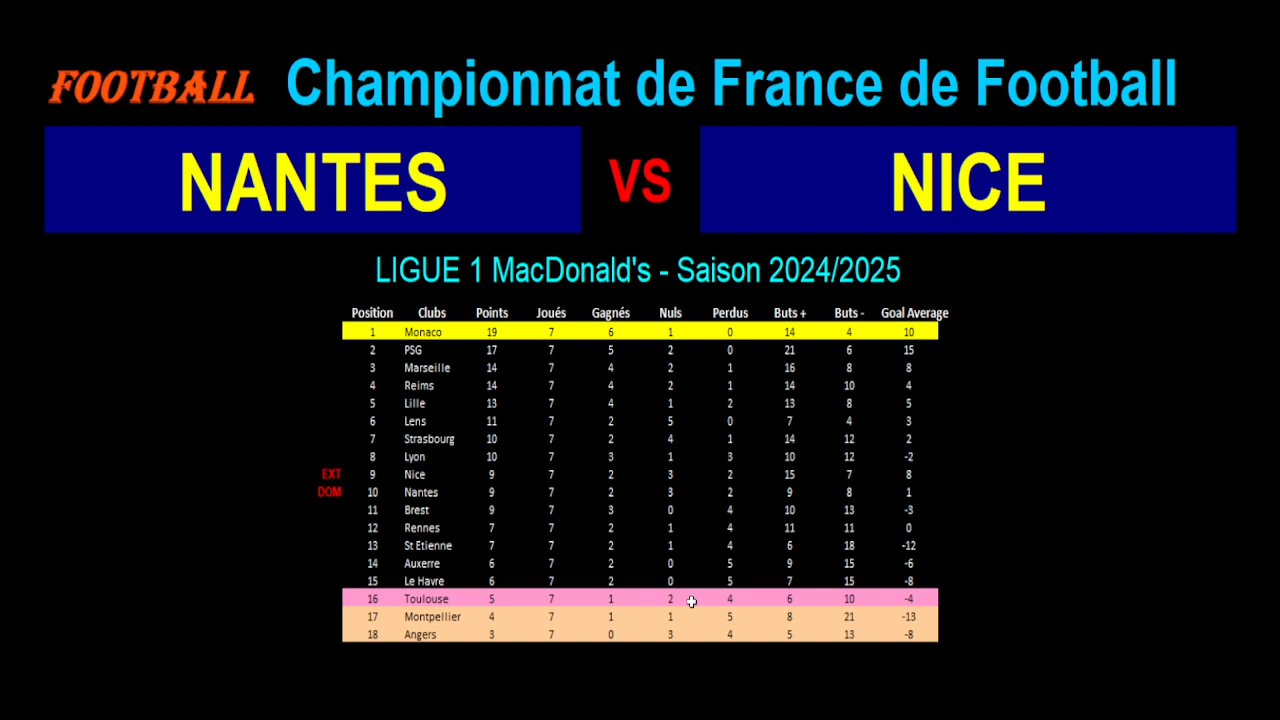 FOOTBALL Championnat de France de Football
NANTES VS NICE
LIGUE 1 MacDonald's - Saison 2024/2025
Position Clubs Points Joués Gagnés Nuls Perdus Buts + Buts - Goal Average
1 Monaco 19 7 6 1 0 14 4 10
2 PSG 17 7 5 2 0 21 6 15
3 Marseille 14 7 4 2 1 16 8 8
4 Reims 14 7 4 2 1 14 10 4
5 Lille 13 7 4 1 2 13 8 5
6 Lens 11 7 2 5 0 7 4 3
7 Strasbourg 10 7 2 4 1 14 12 2
8 Lyon 10 7 3 1 3 10 12 -2
EXT 9 Nice 9 7 2 3 2 15 7 8
DOM 10 Nantes 9 7 2 3 2 9 8 1
11 Brest 9 7 3 0 4 10 13 -3
12 Rennes 7 7 2 1 4 11 11 0
13 St Etienne 7 7 2 1 4 6 18 -12
14 Auxerre 6 7 2 0 5 9 15 -6
15 Le Havre 6 7 2 0 5 7 15 -8
16 Toulouse 5 7 1 2 4 6 10 -4
17 Montpellier 4 7 1 1 5 8 21 -13
18 Angers 3 7 0 3 4 5 13 -8